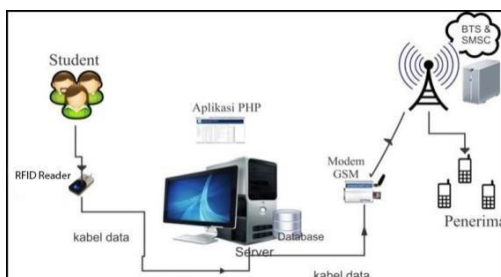 BTS &
SMSC
Student
Aplikasi PHP
RFID Reader
Modem
GSM
Database
Server
Penerima
kabel data
kabel data